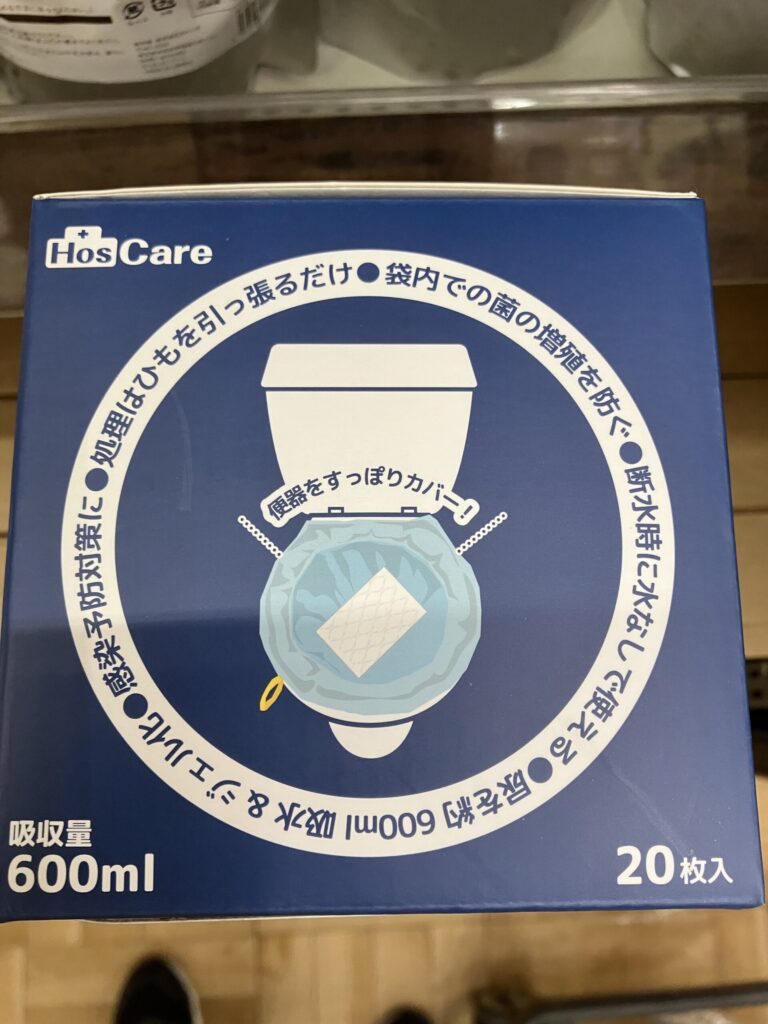 HosCare
処理はひもを引っ張るだけ●袋内での菌の増殖を防ぐ●断水時に水なしで使える●尿を約600ml吸水&ジェル化●感染予防対策に●
便器をすっぽりカバー!
吸収量
600ml
20枚入